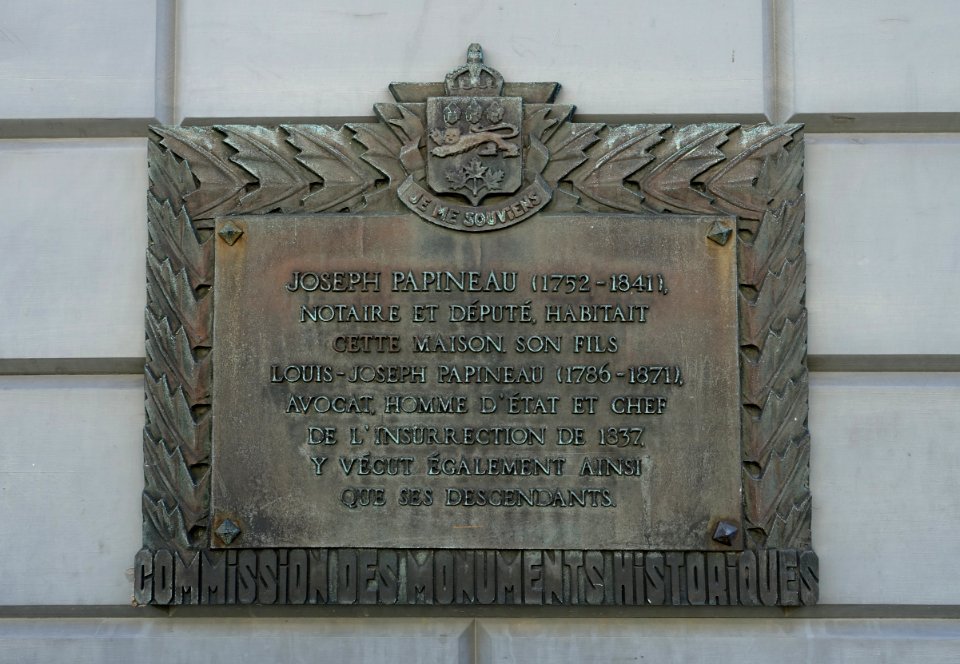 JE ME SOUVIENS
JOSEPH PAPINEAU (1752-1841),
NOTAIRE ET DÉPUTÉ, HABITAIT
CETTE MAISON. SON FILS
LOUIS-JOSEPH PAPINEAU (1786-1871),
AVOCAT, HOMME D'ÉTAT ET CHEF
DE L'INSURRECTION DE 1837,
Y VÉCUT ÉGALEMENT AINSI
QUE SES DESCENDANTS.
COMMISSION DES MONUMENTS HISTORIQUES